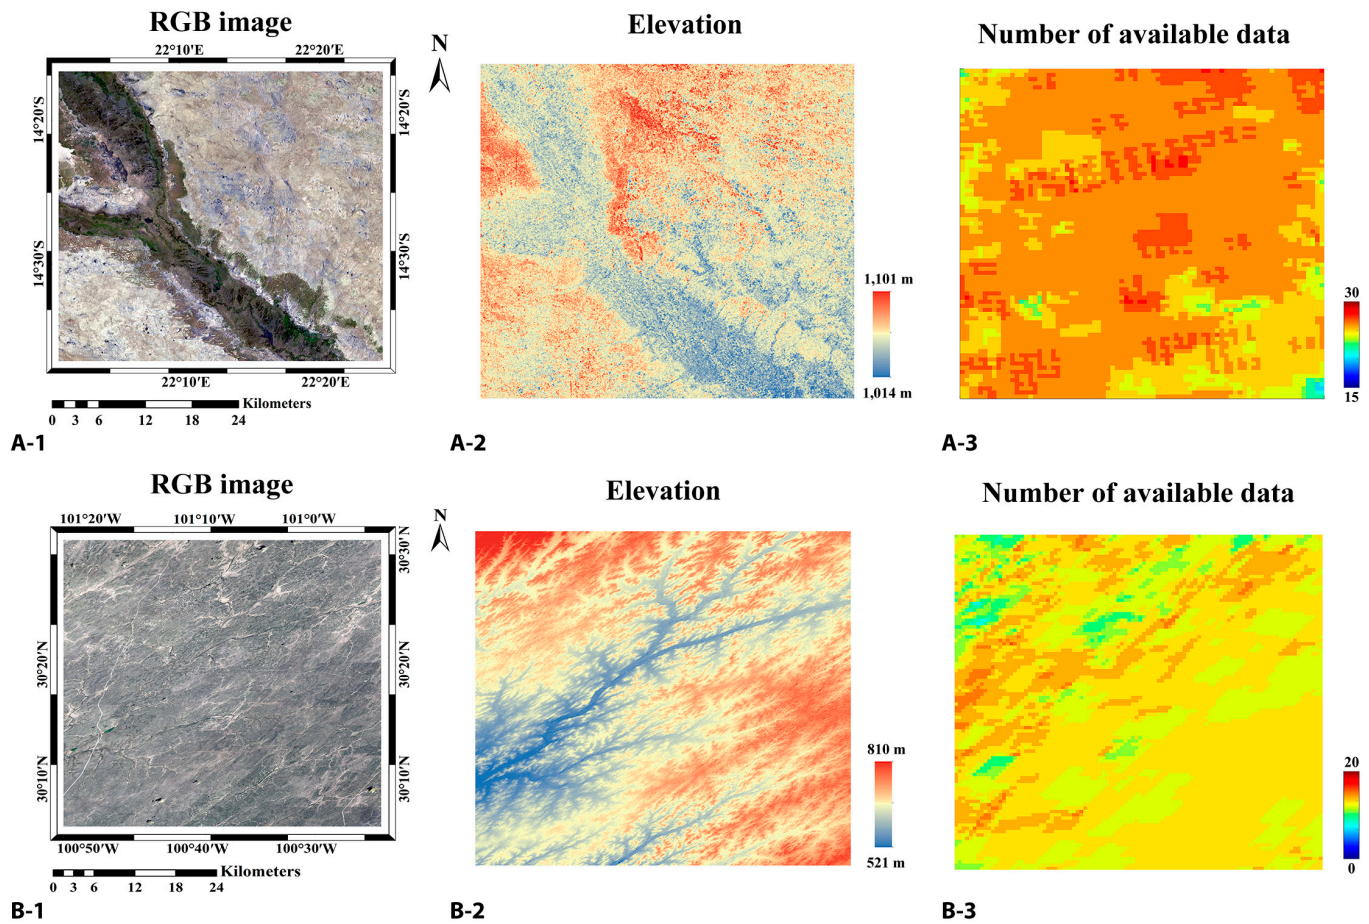 RGB image
Elevation
Number of available data
22°10′E 22°20′E
N
14°20′S
14°30′S
14°20′S
14°30′S
22°10′E 22°20′E
Kilometers
0 3 6 12 18 24
1,101 m
1,014 m
30
15
A-1
A-2
A-3
RGB image
Elevation
Number of available data
101°20′W 101°10′W 101°0′W
N
30°20′N
30°10′N
30°30′N
30°20′N
30°10′N
100°50′W 100°40′W 100°30′W
Kilometers
0 3 6 12 18 24
810 m
521 m
20
0
B-1
B-2
B-3